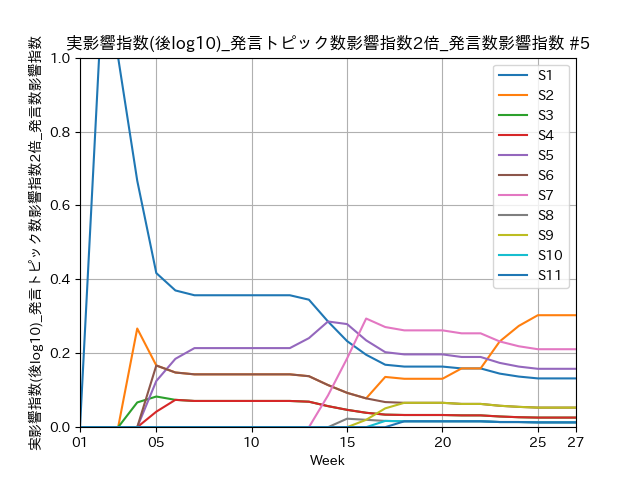 実影響指数(後log10)_発言トピック数影響指数2倍_発言数影響指数 #5
実影響指数(後log10)_発言トピック数影響指数2倍_発言数影響指数
1.0
0.8
0.6
0.4
0.2
0.0
01
05
10
15
20
25
27
Week
S1
S2
S3
S4
S5
S6
S7
S8
S9
S10
S11